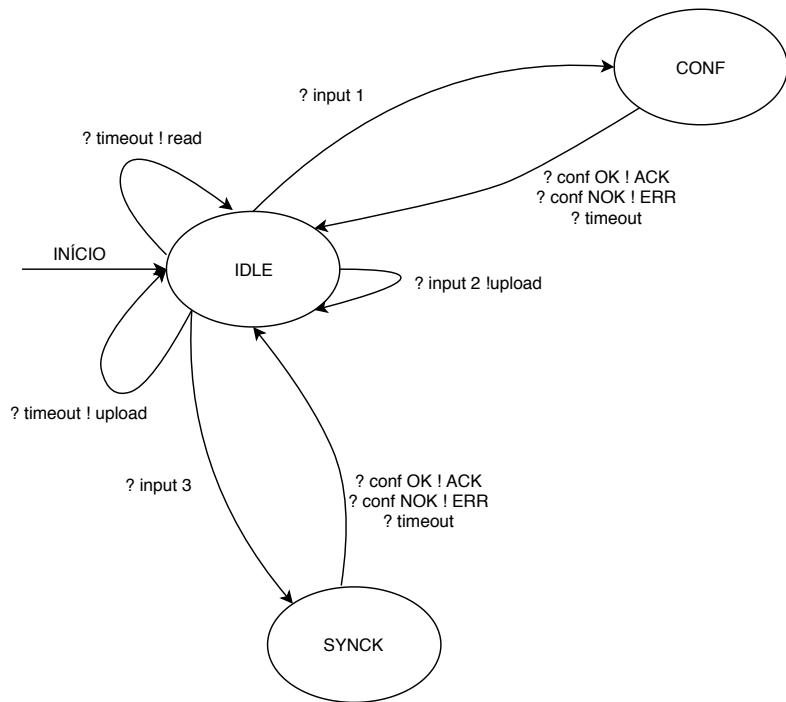 CONF
? input 1
? timeout ! read
? conf OK ! ACK
? conf NOK ! ERR
? timeout
INÍCIO
IDLE
? input 2 !upload
? timeout ! upload
? input 3
? conf OK ! ACK
? conf NOK ! ERR
? timeout
SYNCK